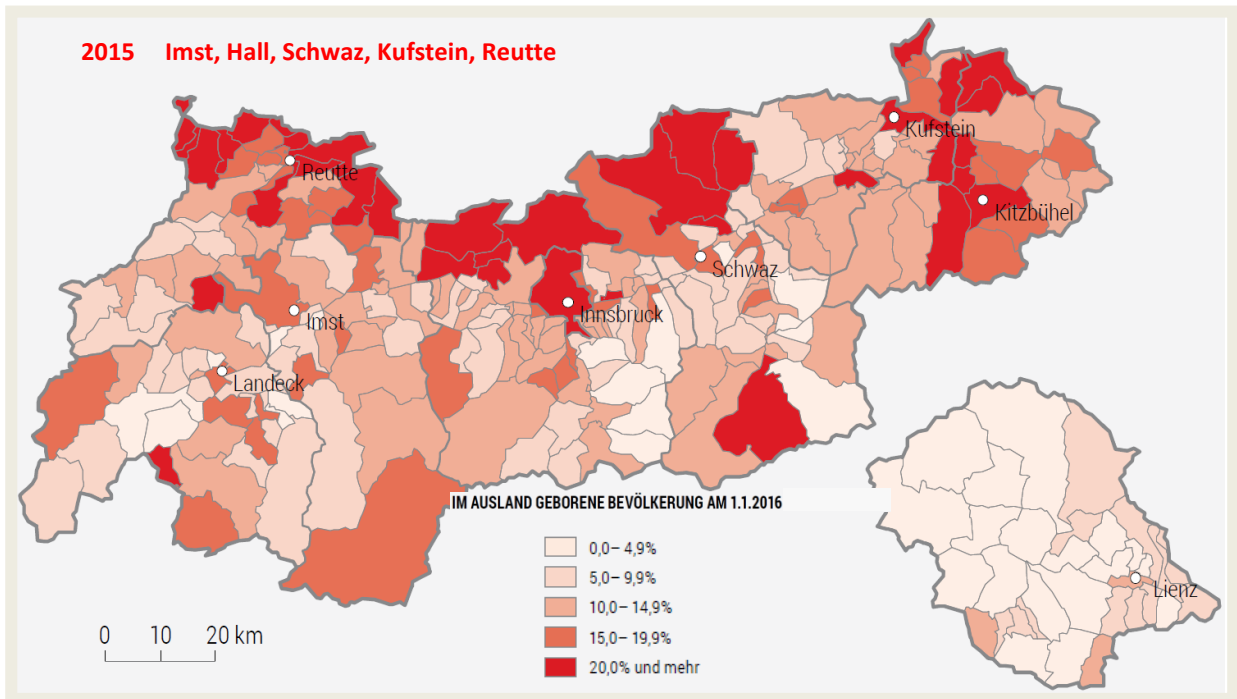 2015 Imst, Hall, Schwaz, Kufstein, Reutte
Kufstein
Reutte
Kitzbühel
Schwaz
Innsbruck
Imst
Landeck
IM AUSLAND GEBORENE BEVÖLKERUNG AM 1.1.2016
0,0– 4,9%
5,0– 9,9%
10,0– 14,9%
15,0– 19,9%
20,0% und mehr
Lienz
0 10 20 km